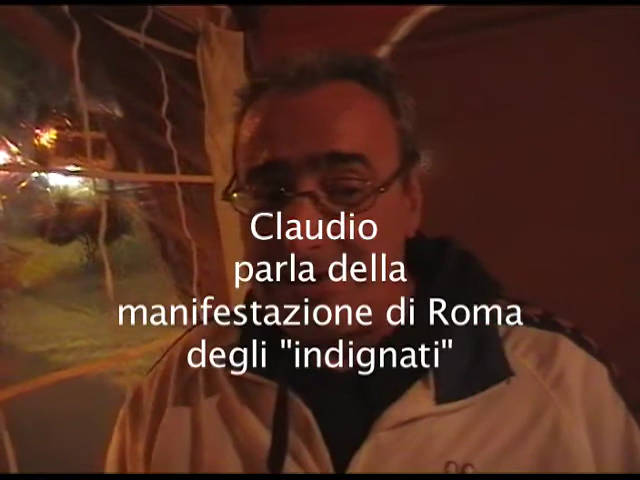 Claudio
parla della
manifestazione di Roma
degli "indignati"